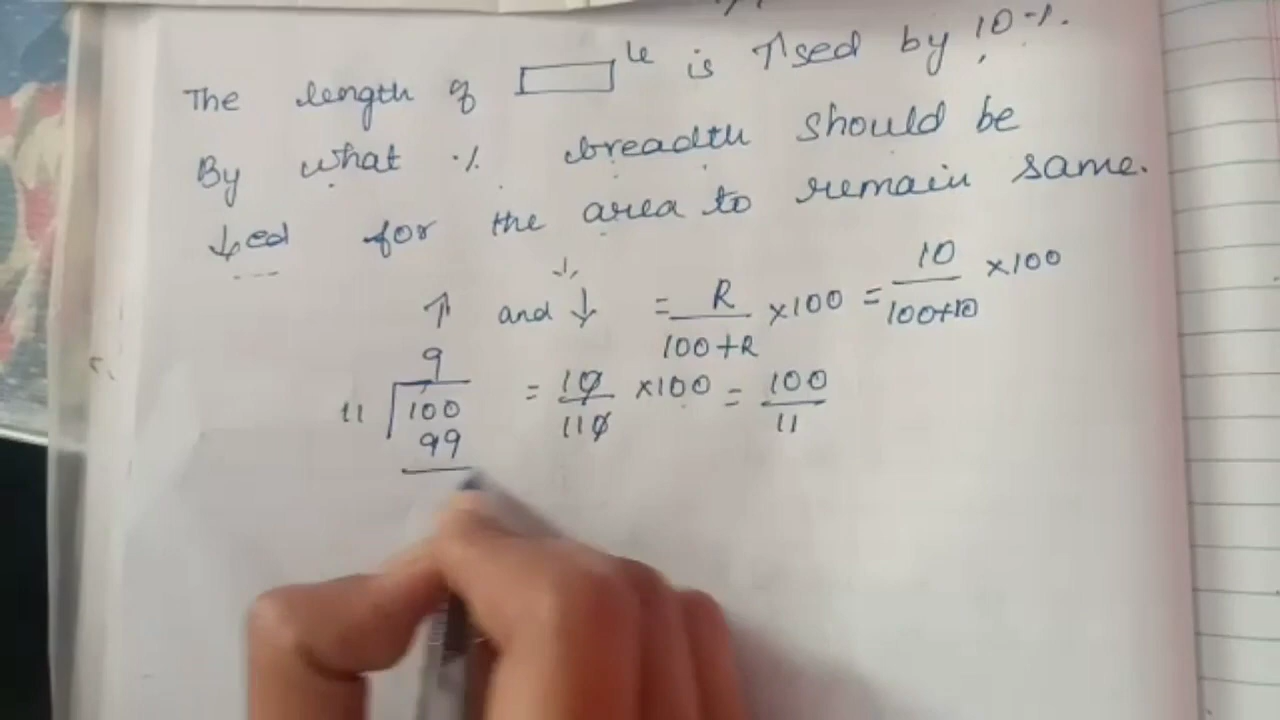 The length of ▭le is ↑sed by 10%.
By what % breadth should be
↓ed for the area to remain same.
↑ and ↓ = R/(100+R) ×100 = 10/(100+10) ×100
= 10/110 ×100 = 100/11
9
11 100
99